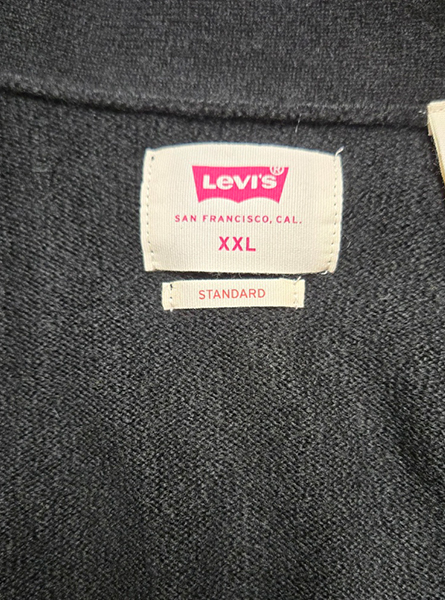 Levi's®
SAN FRANCISCO, CAL.
XXL
STANDARD